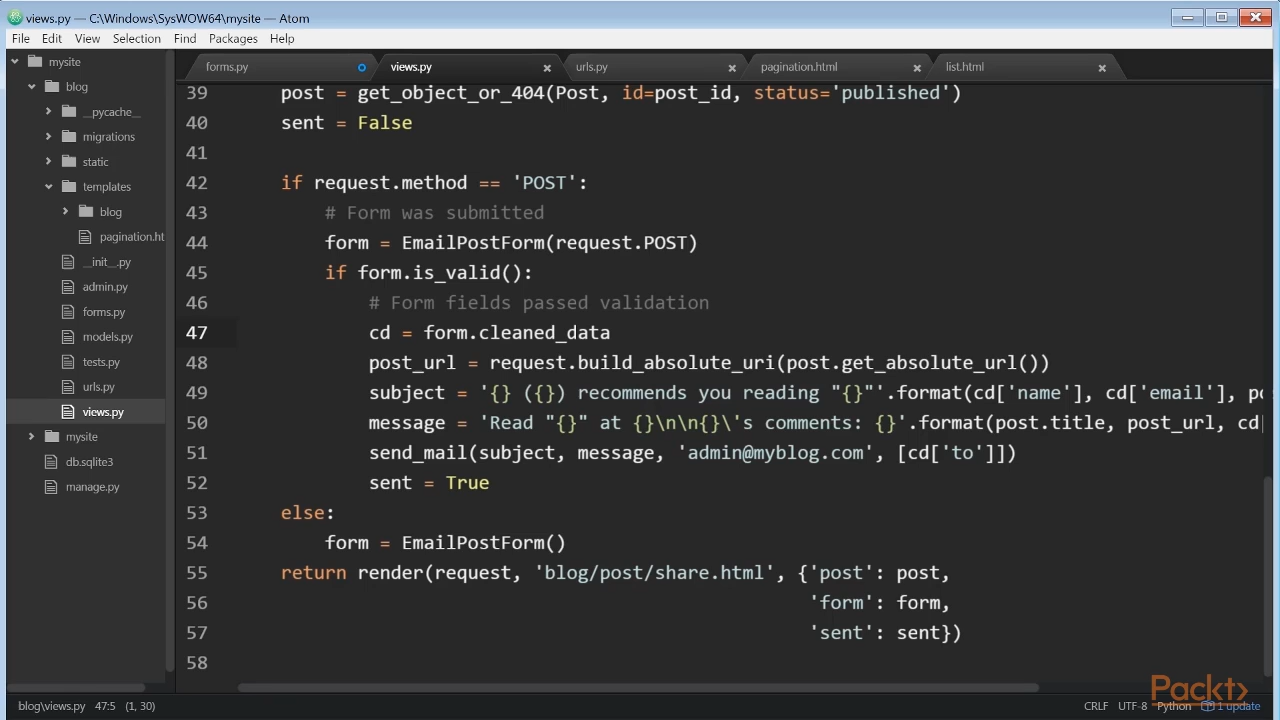 views.py — C:\Windows\SysWOW64\mysite — Atom
File Edit View Selection Find Packages Help
mysite
blog
__pycache__
migrations
static
templates
blog
pagination.ht
__init__.py
admin.py
forms.py
models.py
tests.py
urls.py
views.py
mysite
db.sqlite3
manage.py
forms.py views.py urls.py pagination.html list.html
39 post = get_object_or_404(Post, id=post_id, status='published')
40 sent = False
41
42 if request.method == 'POST':
43 # Form was submitted
44 form = EmailPostForm(request.POST)
45 if form.is_valid():
46 # Form fields passed validation
47 cd = form.cleaned_data
48 post_url = request.build_absolute_uri(post.get_absolute_url())
49 subject = '{} ({}) recommends you reading "{}"'.format(cd['name'], cd['email'], po
50 message = 'Read "{}" at {}\n\n{}\'s comments: {}'.format(post.title, post_url, cd[
51 send_mail(subject, message, 'admin@myblog.com', [cd['to']])
52 sent = True
53 else:
54 form = EmailPostForm()
55 return render(request, 'blog/post/share.html', {'post': post,
56 'form': form,
57 'sent': sent})
58
Packt>
blog\views.py 47:5 (1, 30) CRLF UTF-8 Python 1 update